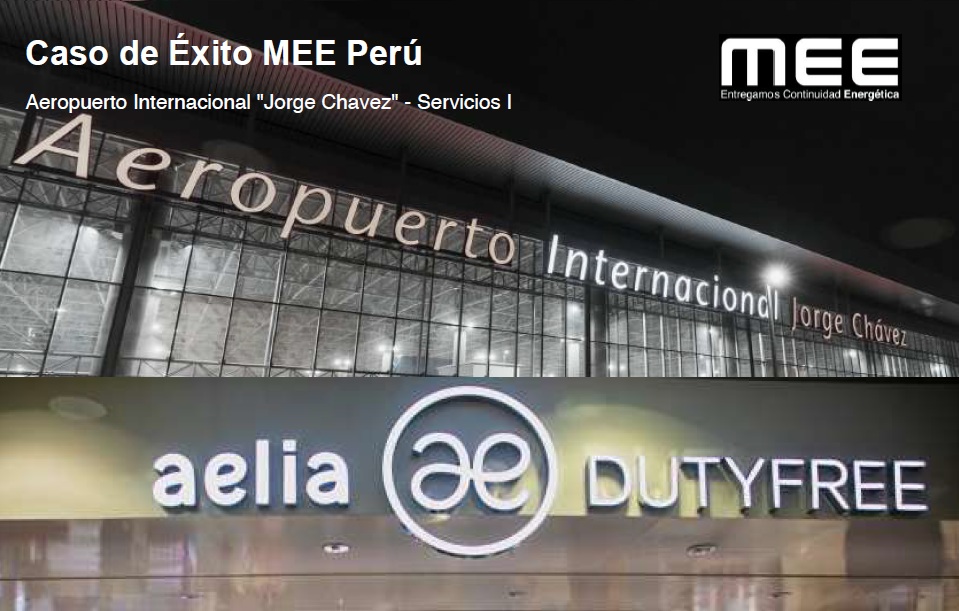 Caso de Éxito MEE Perú
MEE
Entregamos Continuidad Energética
Aeropuerto Internacional "Jorge Chavez" - Servicios I
Aeropuerto Internacional Jorge Chávez
aelia ae DUTYFREE